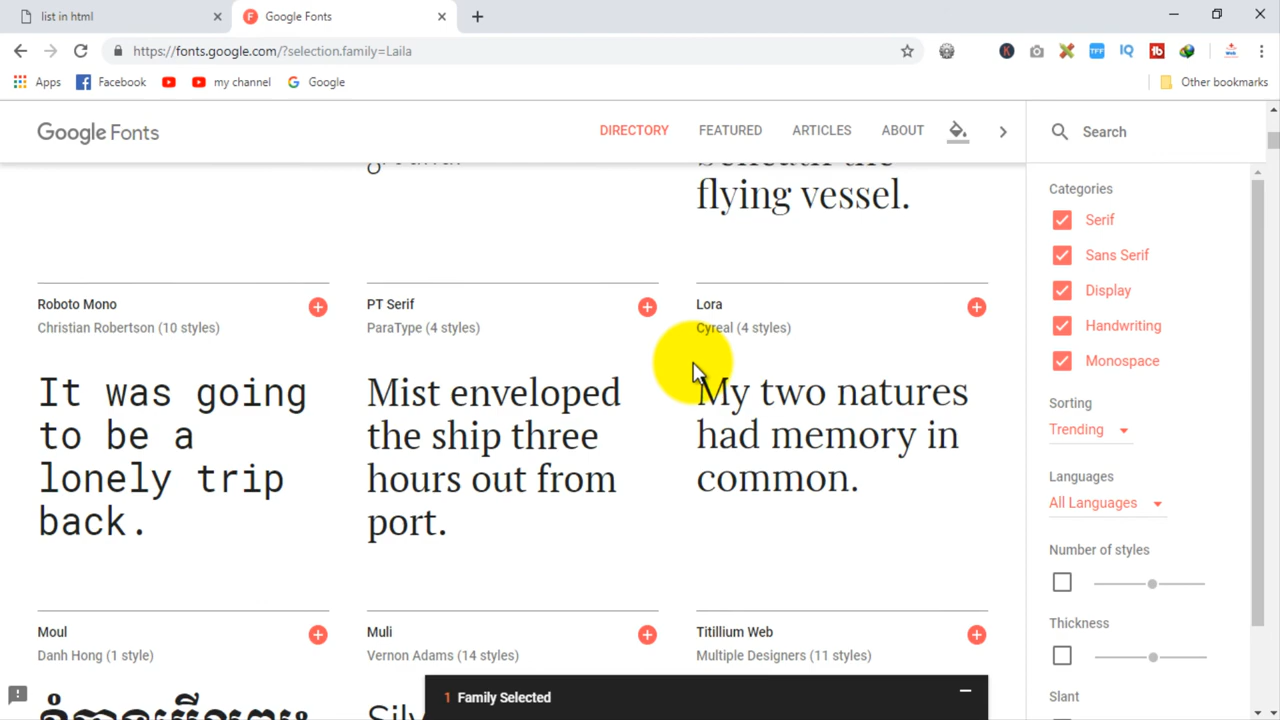 list in html
Google Fonts
https://fonts.google.com/?selection.family=Laila
Apps
Facebook
my channel
Google
Other bookmarks
Google Fonts
DIRECTORY
FEATURED
ARTICLES
ABOUT
Search
beneath the
flying vessel.
Roboto Mono
Christian Robertson (10 styles)
It was going
to be a
lonely trip
back.
PT Serif
ParaType (4 styles)
Mist enveloped
the ship three
hours out from
port.
Lora
Cyreal (4 styles)
My two natures
had memory in
common.
Moul
Danh Hong (1 style)
Muli
Vernon Adams (14 styles)
Titillium Web
Multiple Designers (11 styles)
1 Family Selected
Categories
Serif
Sans Serif
Display
Handwriting
Monospace
Sorting
Trending
Languages
All Languages
Number of styles
Thickness
Slant